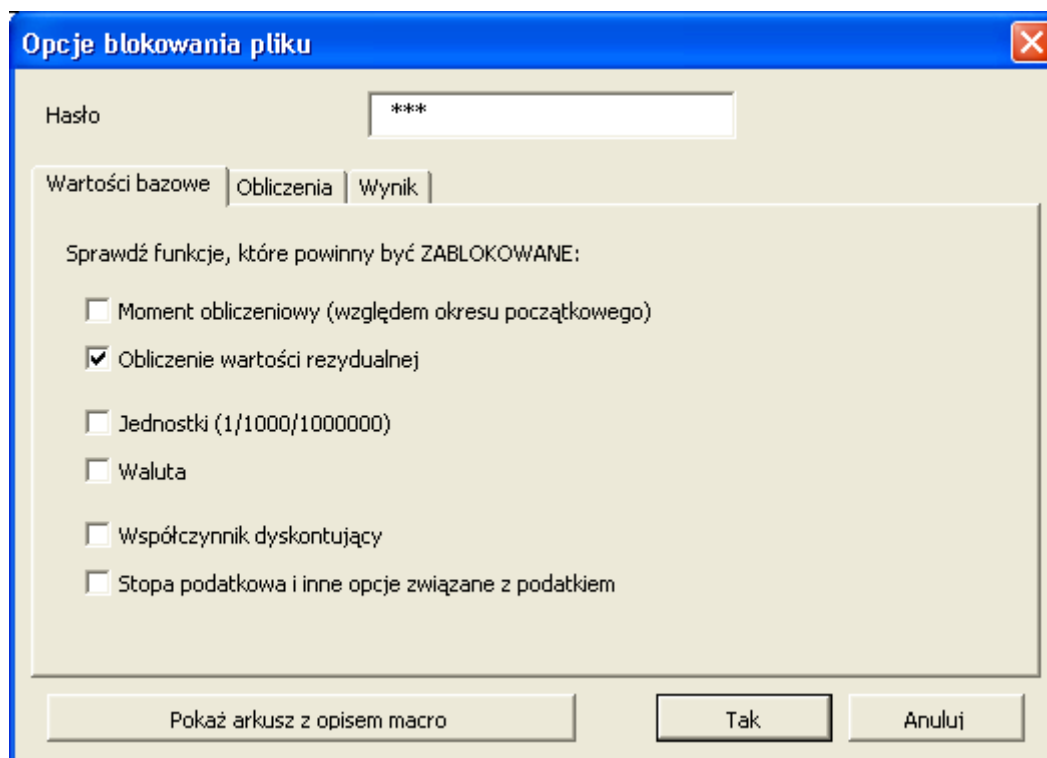 Opcje blokowania pliku
Hasło ***
Wartości bazowe Obliczenia Wynik
Sprawdź funkcje, które powinny być ZABLOKOWANE:
Moment obliczeniowy (względem okresu początkowego)
Obliczenie wartości rezydualnej
Jednostki (1/1000/1000000)
Waluta
Współczynnik dyskontujący
Stopa podatkowa i inne opcje związane z podatkiem
Pokaż arkusz z opisem macro Tak Anuluj